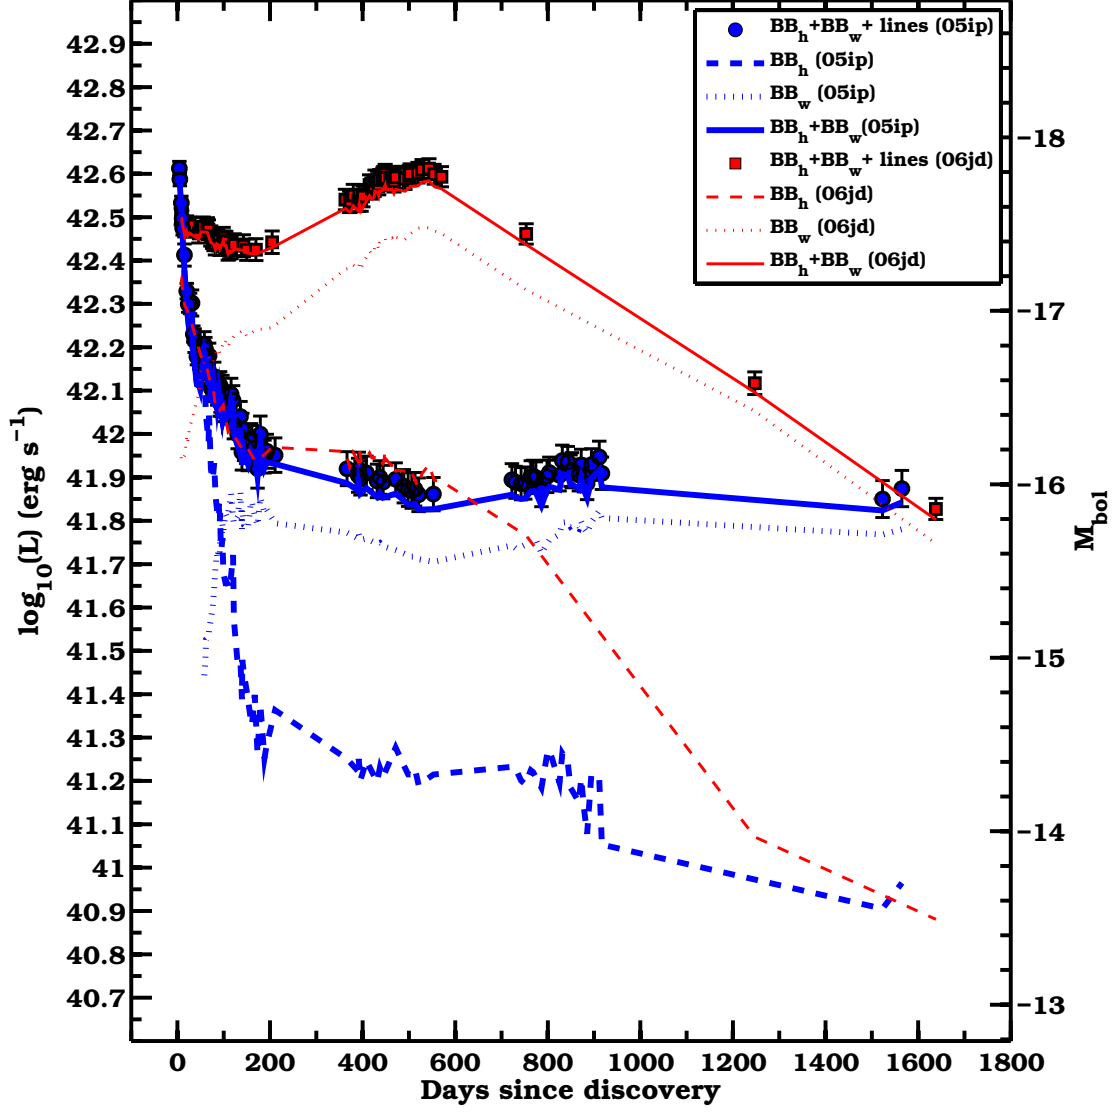 BB_h+BB_w+ lines (05ip)
BB_h (05ip)
BB_w (05ip)
BB_h+BB_w(05ip)
BB_h+BB_w+ lines (06jd)
BB_h (06jd)
BB_w (06jd)
BB_h+BB_w (06jd)
42.9
42.8
42.7
42.6
42.5
42.4
42.3
42.2
42.1
42
41.9
41.8
41.7
41.6
41.5
41.4
41.3
41.2
41.1
41
40.9
40.8
40.7
log_10(L) (erg s^−1)
−18
−17
−16
−15
−14
−13
M_bol
0 200 400 600 800 1000 1200 1400 1600 1800
Days since discovery